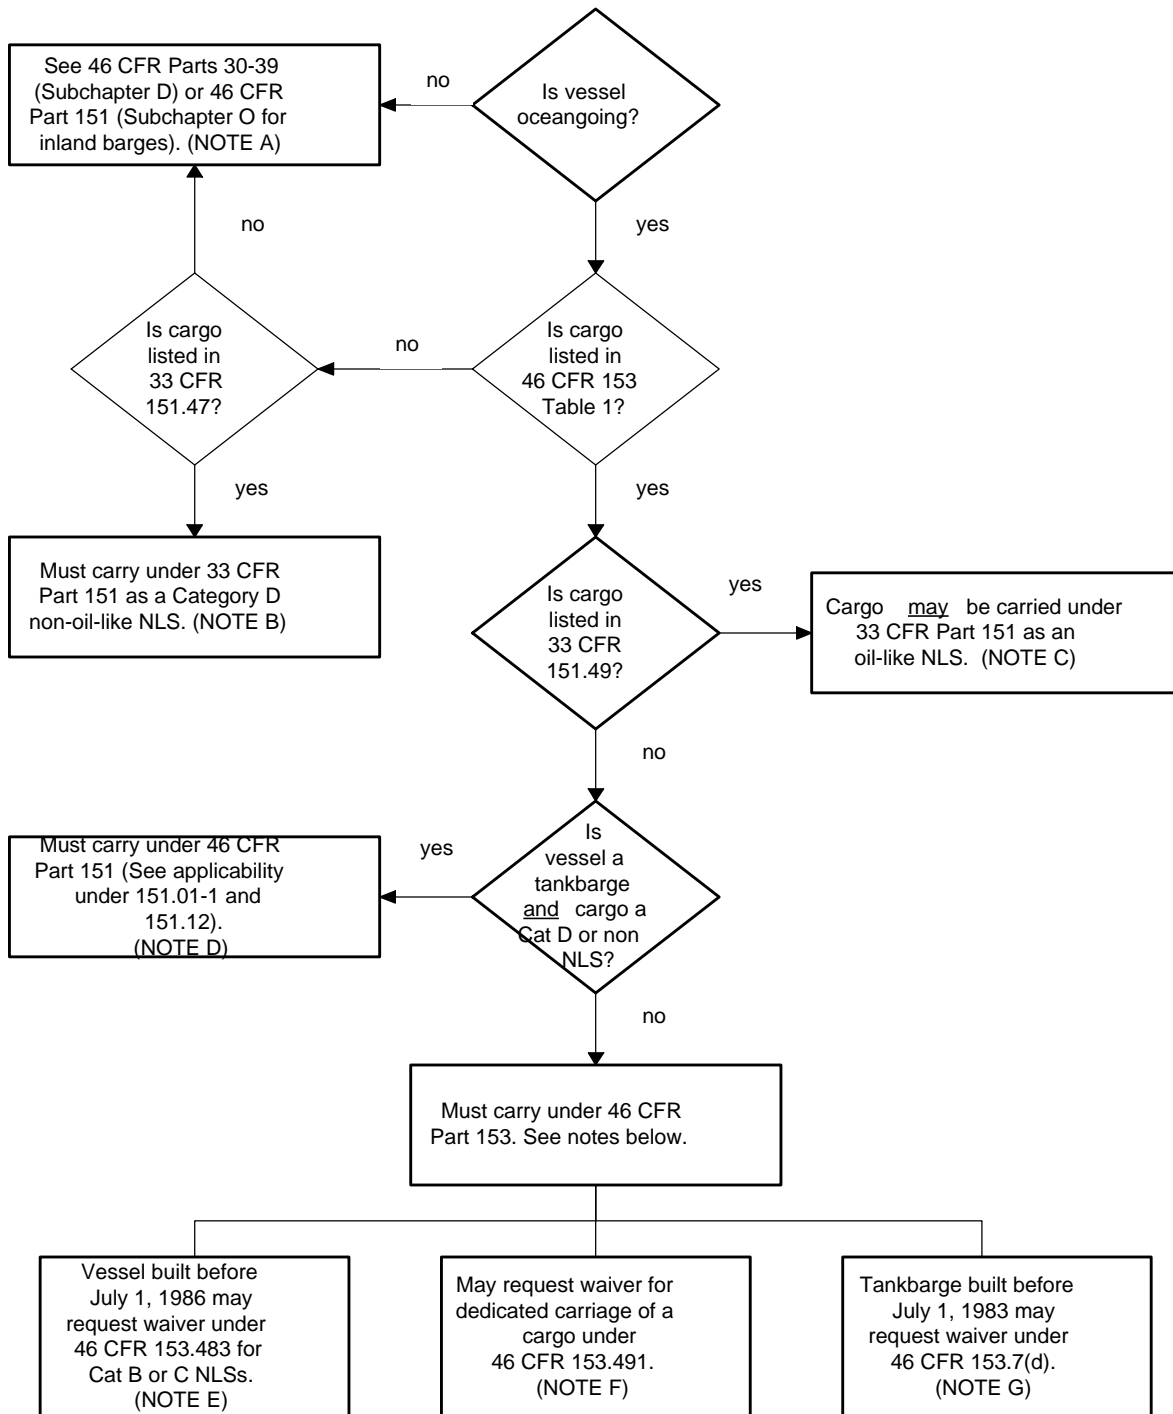 Is vessel
oceangoing?
no
See 46 CFR Parts 30-39
(Subchapter D) or 46 CFR
Part 151 (Subchapter O for
inland barges). (NOTE A)
yes
no
Is cargo
listed in
46 CFR 153
Table 1?
no
Is cargo
listed in
33 CFR
151.47?
yes
yes
Must carry under 33 CFR
Part 151 as a Category D
non-oil-like NLS. (NOTE B)
Is cargo
listed in
33 CFR
151.49?
yes
Cargo may be carried under
33 CFR Part 151 as an
oil-like NLS. (NOTE C)
no
Is
vessel a
tankbarge
and cargo a
Cat D or non
NLS?
yes
Must carry under 46 CFR
Part 151 (See applicability
under 151.01-1 and
151.12).
(NOTE D)
no
Must carry under 46 CFR
Part 153. See notes below.
Vessel built before
July 1, 1986 may
request waiver under
46 CFR 153.483 for
Cat B or C NLSs.
(NOTE E)
May request waiver for
dedicated carriage of a
cargo under
46 CFR 153.491.
(NOTE F)
Tankbarge built before
July 1, 1983 may
request waiver under
46 CFR 153.7(d).
(NOTE G)